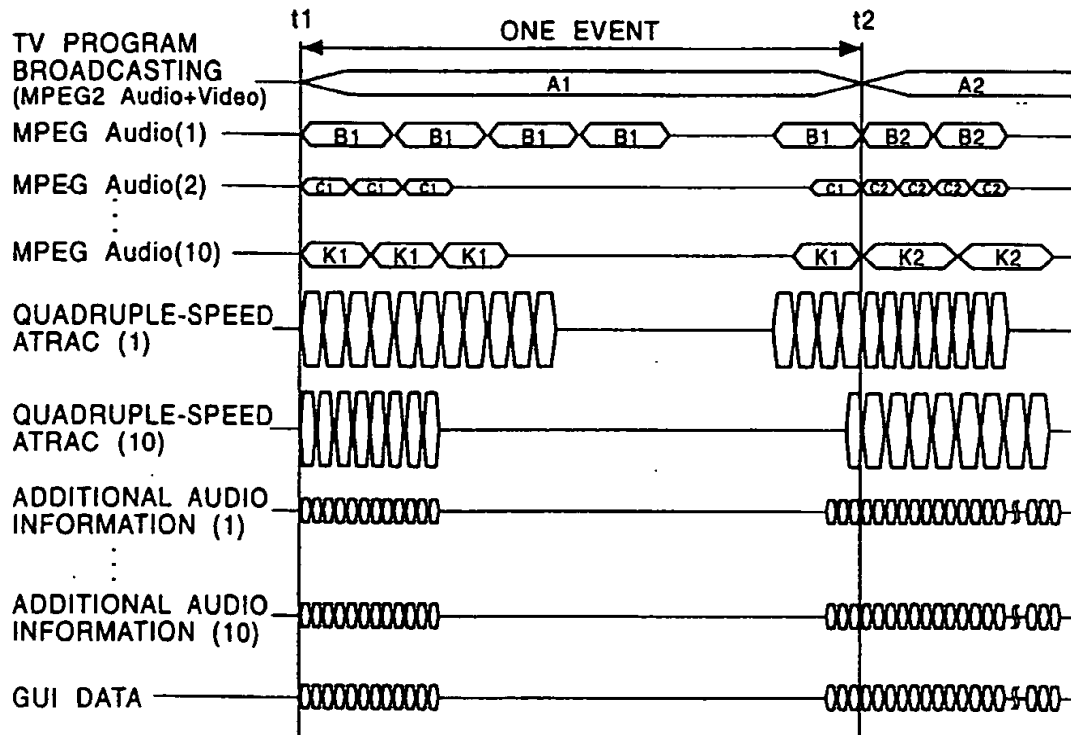 t1 ONE EVENT t2
TV PROGRAM
BROADCASTING
(MPEG2 Audio+Video)
A1 A2
MPEG Audio(1) B1 B1 B1 B1 B1 B2 B2
MPEG Audio(2) C1 C1 C1 C1 C2 C2 C2 C2
MPEG Audio(10) K1 K1 K1 K1 K2 K2
QUADRUPLE-SPEED
ATRAC (1)
QUADRUPLE-SPEED
ATRAC (10)
ADDITIONAL AUDIO
INFORMATION (1)
ADDITIONAL AUDIO
INFORMATION (10)
GUI DATA